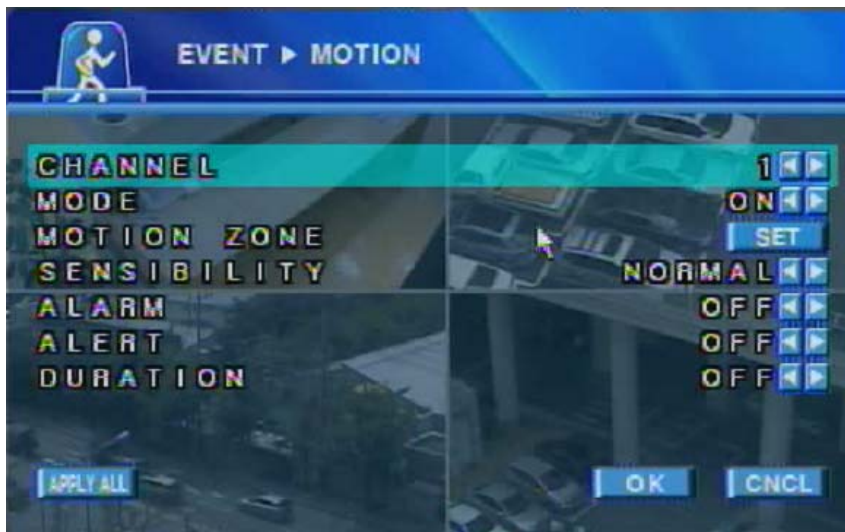 EVENT ▶ MOTION
CHANNEL 1
MODE ON
MOTION ZONE SET
SENSIBILITY NORMAL
ALARM OFF
ALERT OFF
DURATION OFF
APPLY ALL OK CNCL